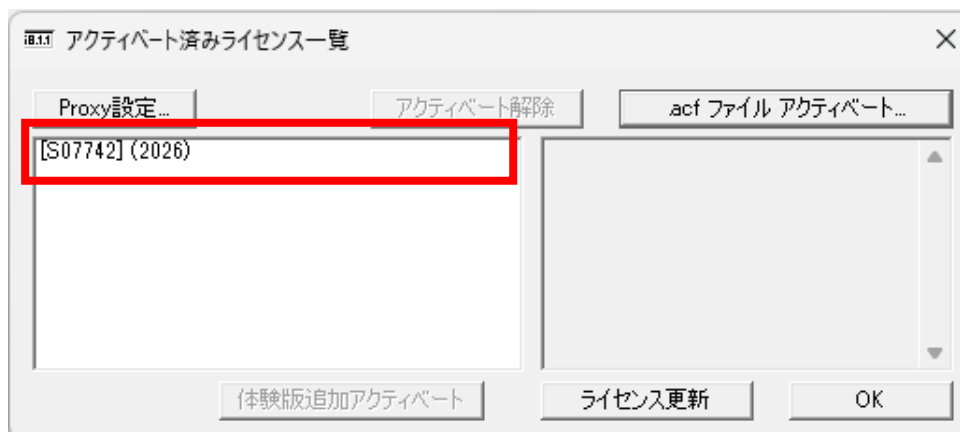 i8.1.1 アクティベート済みライセンス一覧
Proxy設定... アクティベート解除 .acf ファイル アクティベート...
[S07742] (2026)
体験版追加アクティベート ライセンス更新 OK